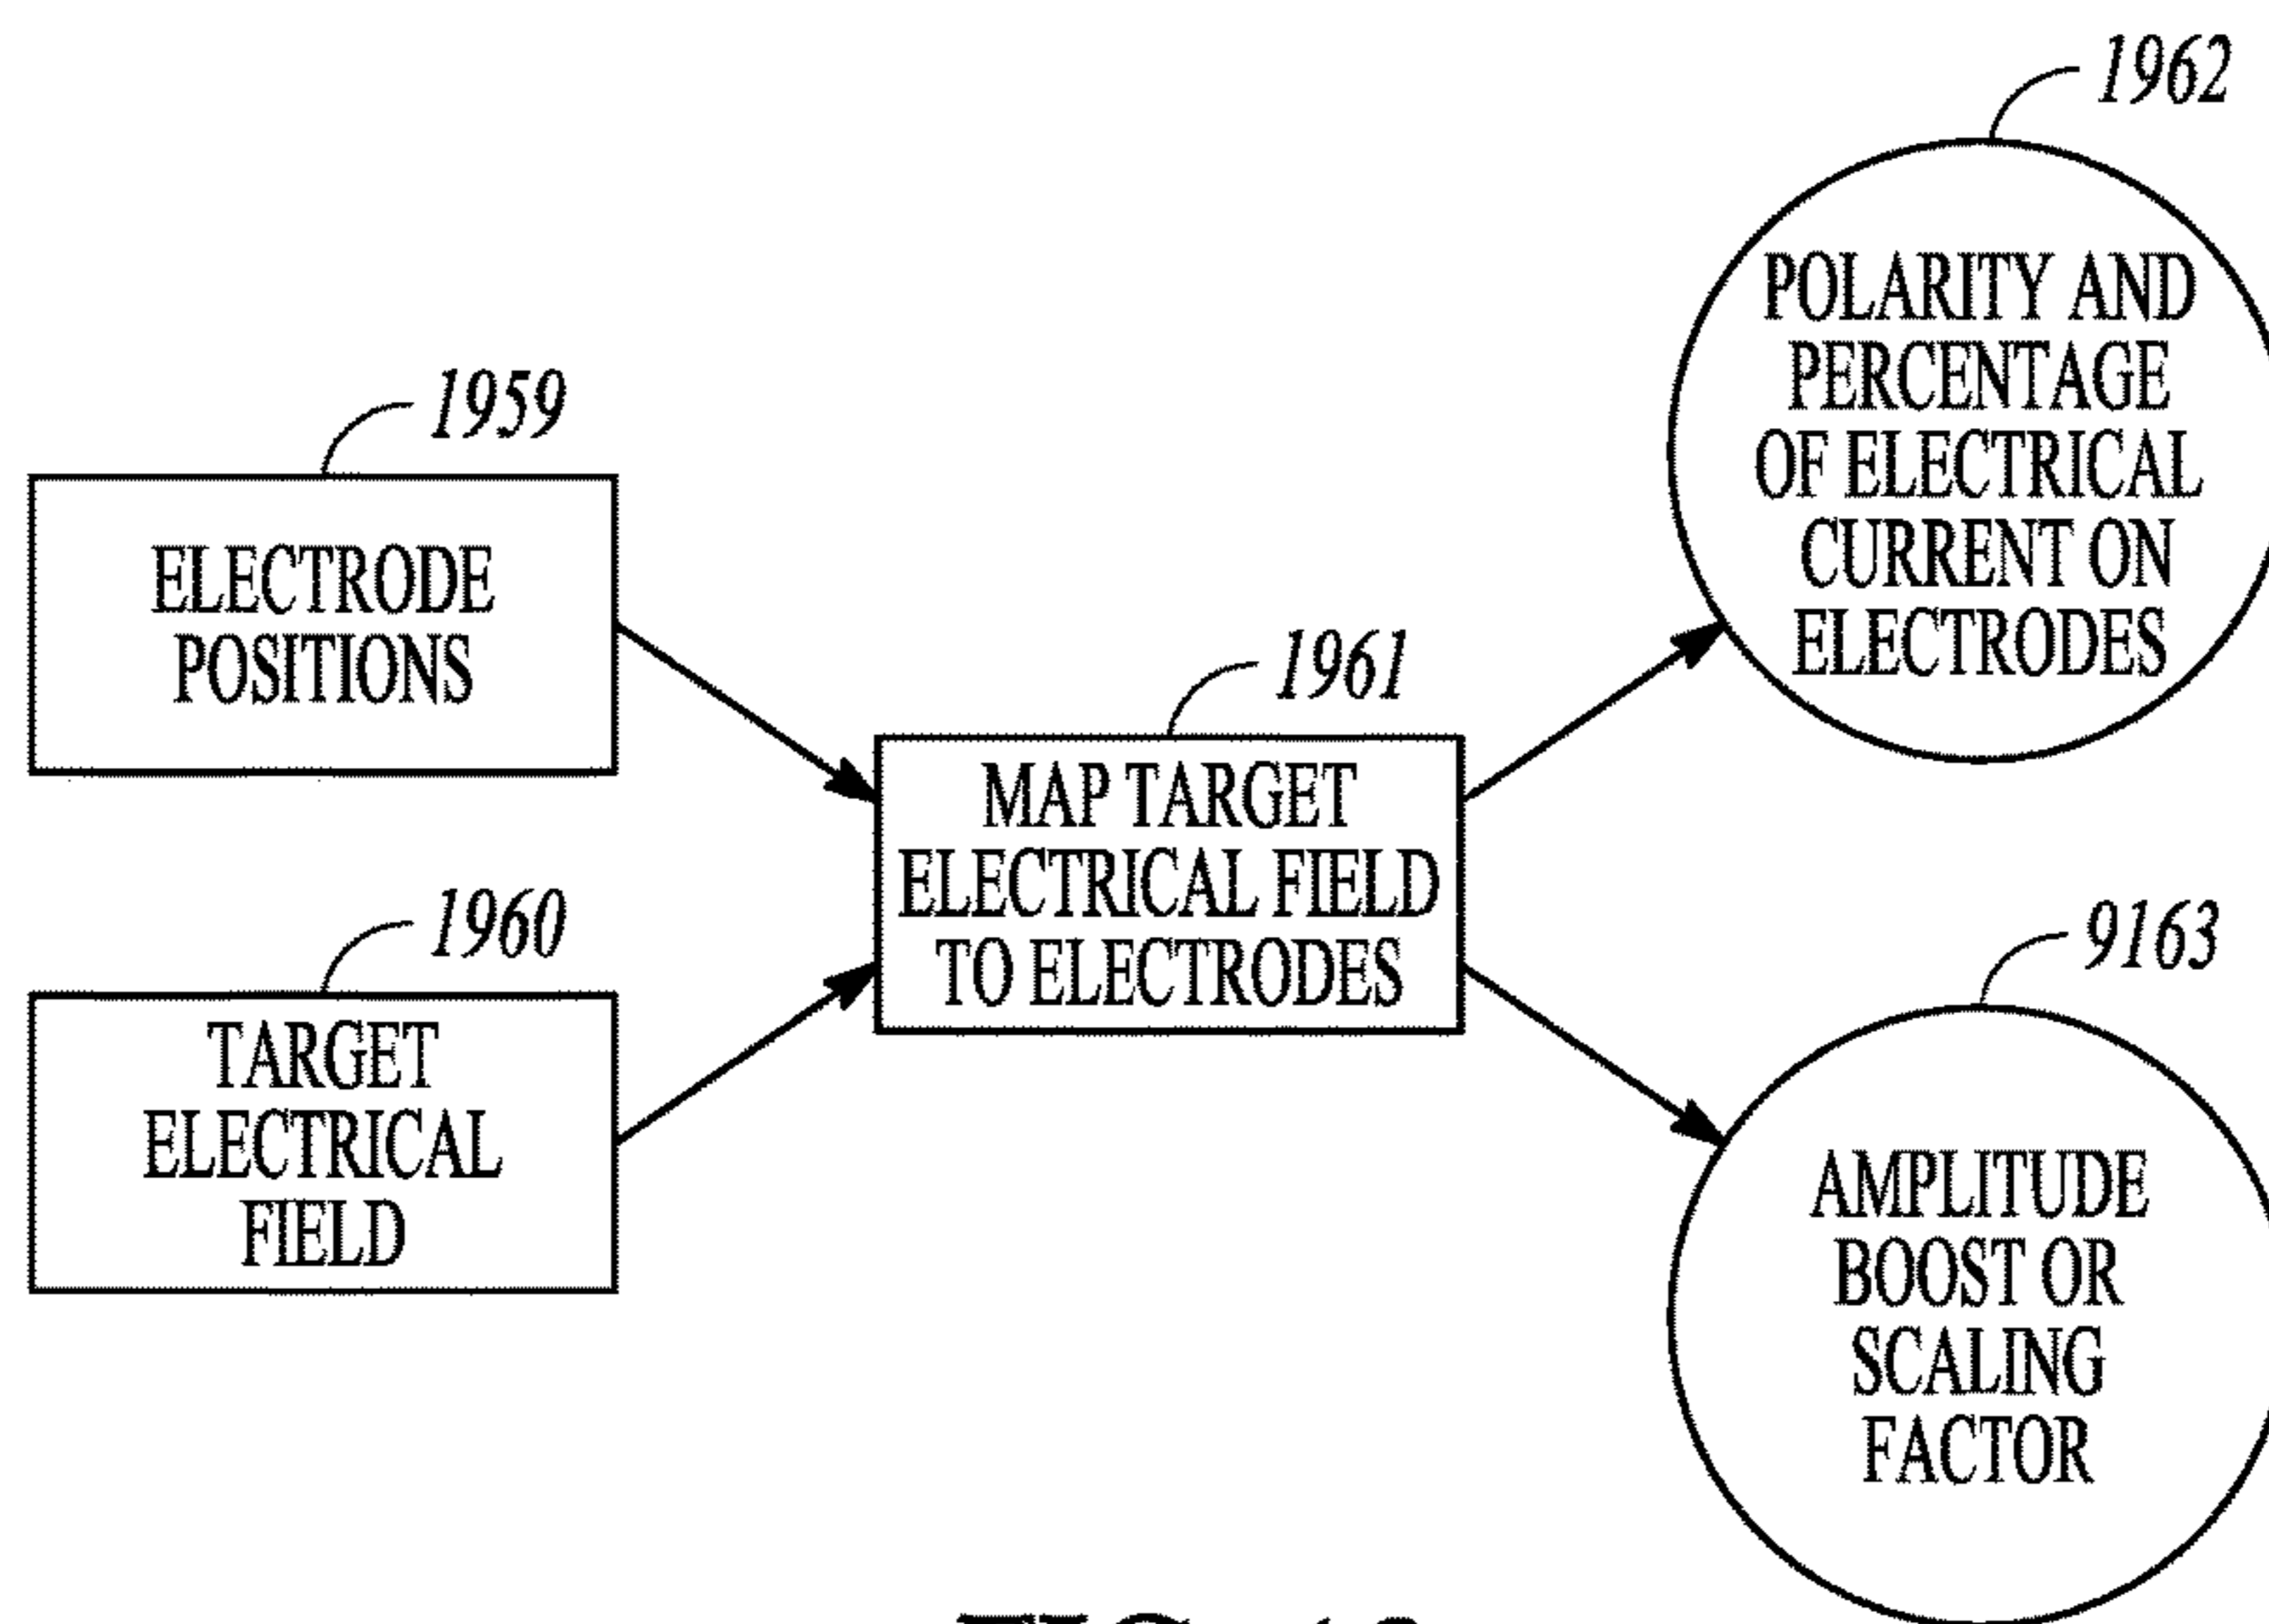 1962
POLARITY AND
PERCENTAGE
OF ELECTRICAL
CURRENT ON
ELECTRODES
1959
ELECTRODE
POSITIONS
1961
MAP TARGET
ELECTRICAL FIELD
TO ELECTRODES
1960
TARGET
ELECTRICAL
FIELD
9163
AMPLITUDE
BOOST OR
SCALING
FACTOR